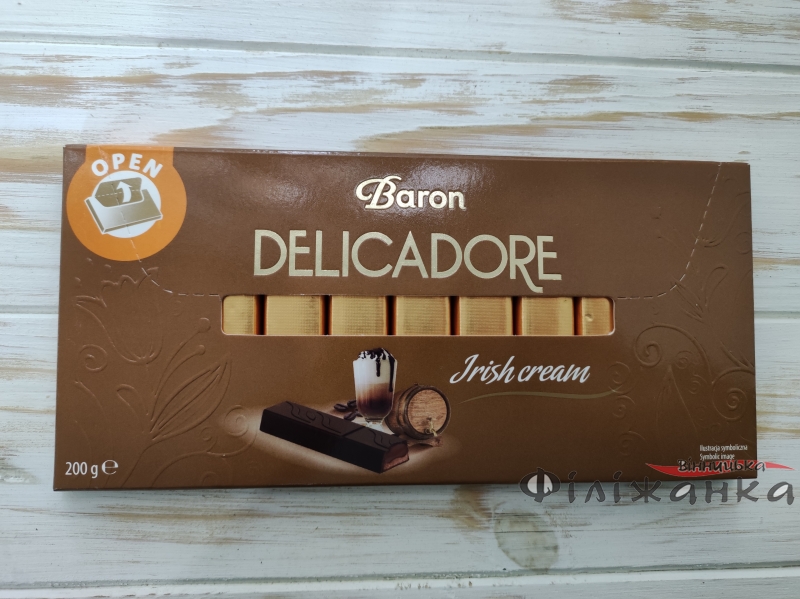 OPEN
Baron
DELICADORE
Irish cream
200 g ℮
Ilustracja symboliczna
Symbolic image
вінницька
Філіжанка